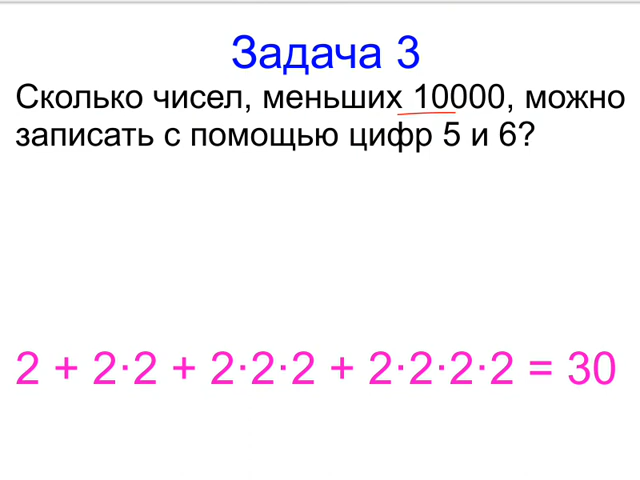 Задача 3
Сколько чисел, меньших 10000, можно
записать с помощью цифр 5 и 6?
2 + 2·2 + 2·2·2 + 2·2·2·2 = 30